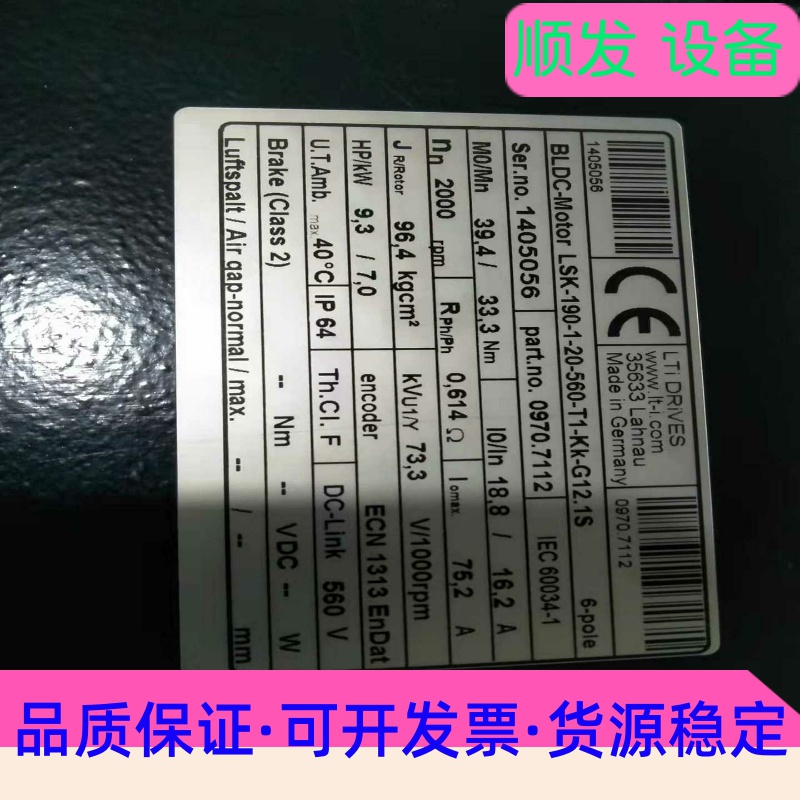 顺发 设备
1405056
LTi DRIVES
www.lt-i.com
35633 Lahnau
Made in Germany
0970.7112
BLDC-Motor LSK-190-1-20-560-T1-Kk-G12.1S 6-pole
Ser.no. 1405056 part.no. 0970.7112 IEC 60034-1
M0/Mn 39,4 / 33,3 Nm I0/In 18,8 / 16,2 A
nn 2000 rpm RPh/Ph 0,614 Ω Iomax. 75,2 A
J R/Rotor 96,4 kgcm² kVU1/Y 73,3 V/1000rpm
HP/kW 9,3 / 7,0 encoder ECN 1313 EnDat
U.T.Amb. max. 40°C IP 64 Th.Cl. F DC-Link 560 V
Brake (Class 2) -- Nm -- VDC -- W
Luftspalt / Air gap-normal / max. -- / -- mm
品质保证·可开发票·货源稳定